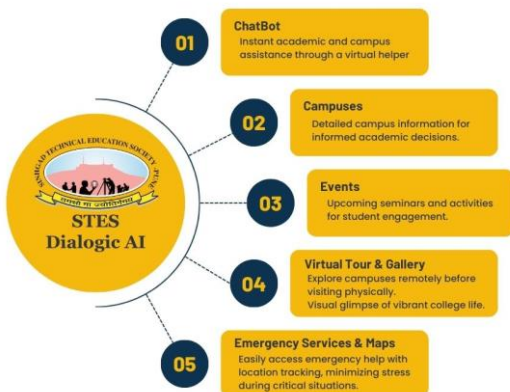 01
ChatBot
Instant academic and campus
assistance through a virtual helper
02
Campuses
Detailed campus information for
informed academic decisions.
03
Events
Upcoming seminars and activities
for student engagement.
SINHGAD TECHNICAL EDUCATION SOCIETY - PUNE
STES
Dialogic AI
04
Virtual Tour & Gallery
Explore campuses remotely before
visiting physically.
Visual glimpse of vibrant college life.
05
Emergency Services & Maps
Easily access emergency help with
location tracking, minimizing stress
during critical situations.